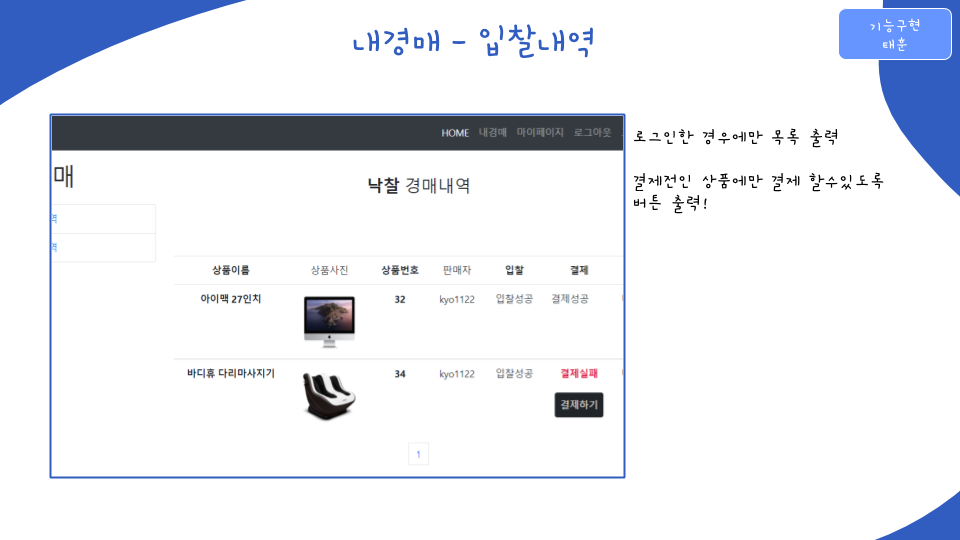 내경매 - 입찰내역
기능구현
태훈
HOME 내경매 마이페이지 로그아웃
매
낙찰 경매내역
역
역
상품이름 상품사진 상품번호 판매자 입찰 결제
아이맥 27인치 32 kyo1122 입찰성공 결제성공
바디휴 다리마사지기 34 kyo1122 입찰성공 결제실패
결제하기
1
로그인한 경우에만 목록 출력
결제전인 상품에만 결제 할수있도록
버튼 출력!